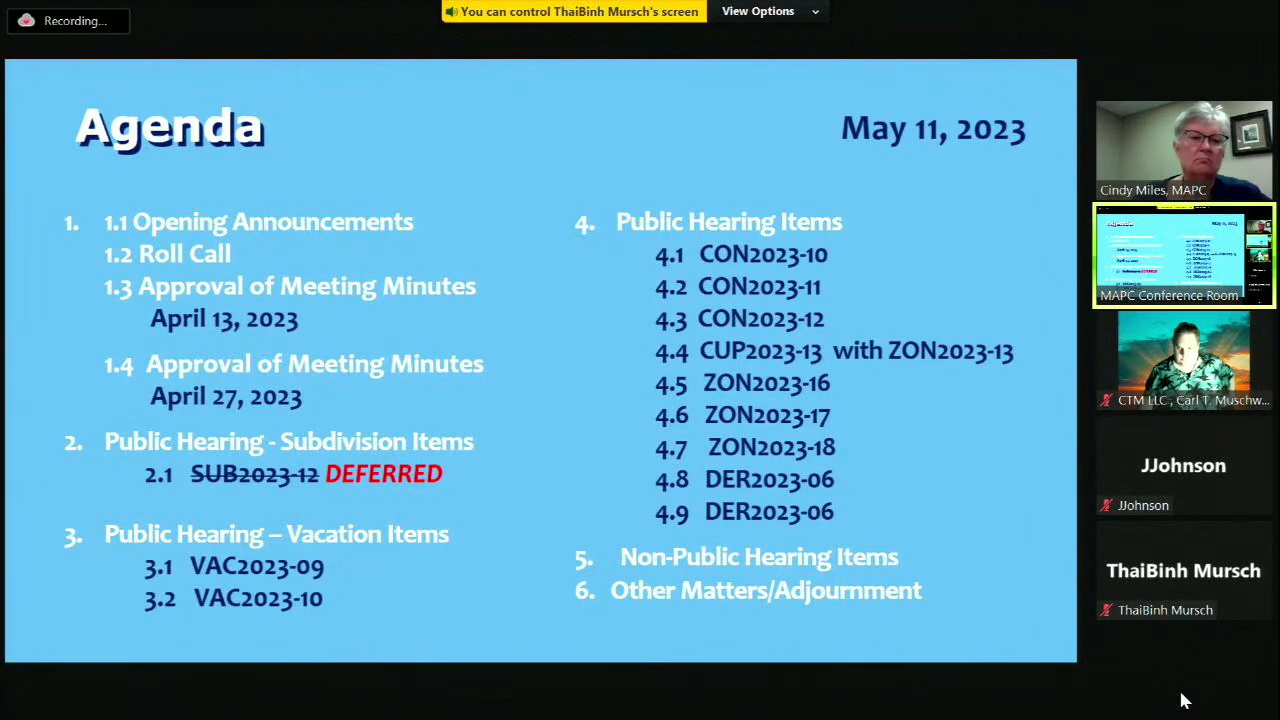 Recording...
You can control ThaiBinh Mursch's screen
View Options
Agenda
May 11, 2023
1. 1.1 Opening Announcements
1.2 Roll Call
1.3 Approval of Meeting Minutes
April 13, 2023
1.4 Approval of Meeting Minutes
April 27, 2023
2. Public Hearing - Subdivision Items
2.1 SUB2023-12 DEFERRED
3. Public Hearing – Vacation Items
3.1 VAC2023-09
3.2 VAC2023-10
4. Public Hearing Items
4.1 CON2023-10
4.2 CON2023-11
4.3 CON2023-12
4.4 CUP2023-13 with ZON2023-13
4.5 ZON2023-16
4.6 ZON2023-17
4.7 ZON2023-18
4.8 DER2023-06
4.9 DER2023-06
5. Non-Public Hearing Items
6. Other Matters/Adjournment
Cindy Miles, MAPC
Agenda
May 11, 2023
MAPC Conference Room
CTM LLC , Carl T. Muschw...
JJohnson
JJohnson
ThaiBinh Mursch
ThaiBinh Mursch